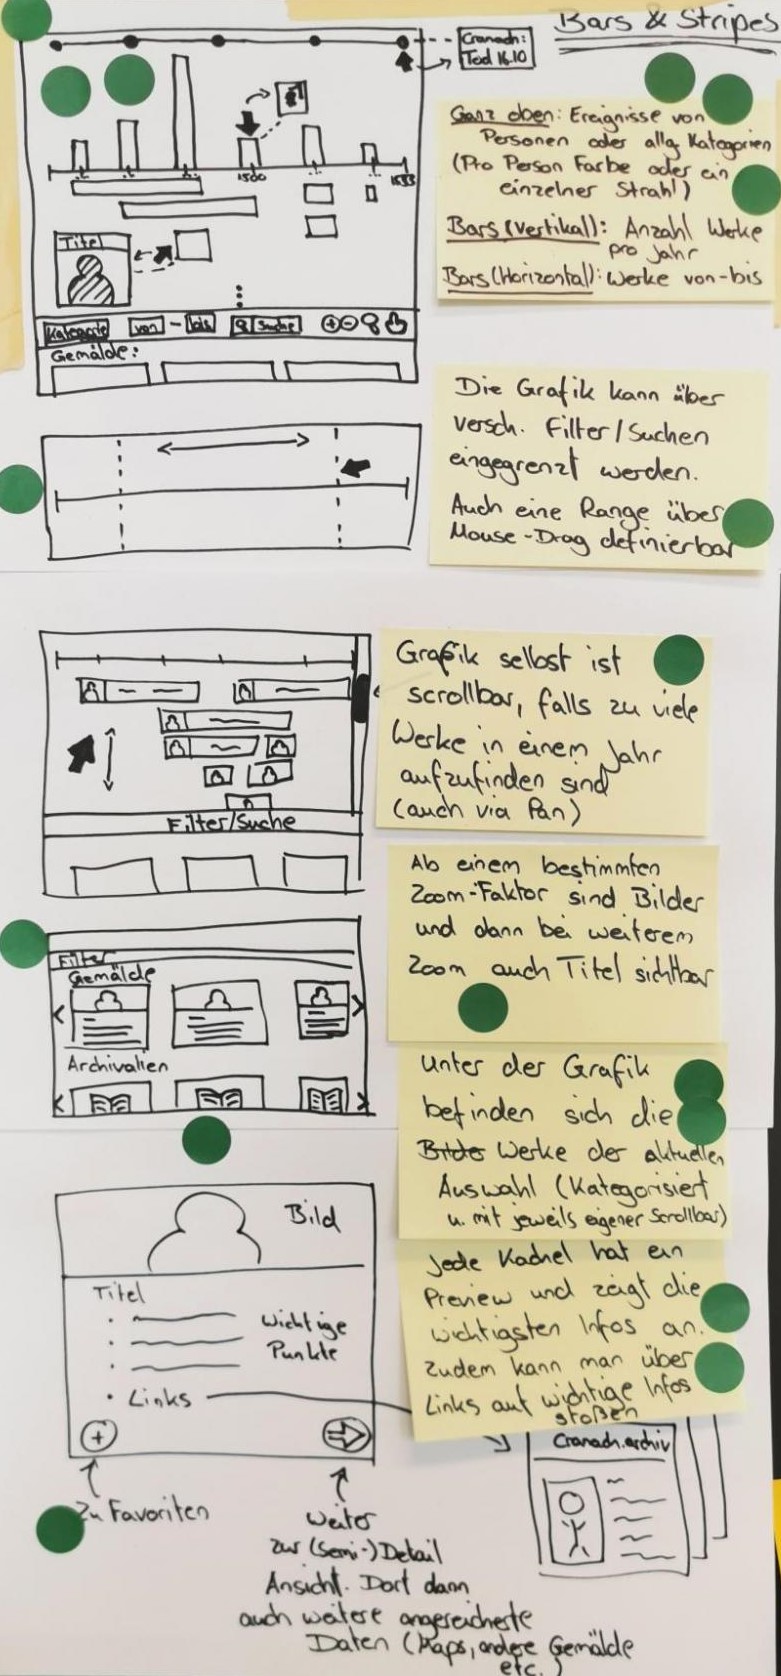 Bars & Stripes
Cranach:
Tod 16.10
1500
Titel
von - bis
Suche
Gemälde:
Ganz oben: Ereignisse von
Personen oder allg Kategorien
(Pro Person Farbe oder ein
einzelner Strahl)
Bars (Vertikal): Anzahl Werke
pro Jahr
Bars (Horizontal): Werke von-bis
Die Grafik kann über
versch. Filter/Suchen
eingegrenzt werden.
Auch eine Range über
Mouse-Drag definierbar
Grafik selbst ist
scrollbar, falls zu viele
Werke in einem Jahr
aufzufinden sind
(auch via Pan)
Filter/Suche
Ab einem bestimmten
Zoom-Faktor sind Bilder
und dann bei weiterem
Zoom auch Titel sichtbar
Filter
Gemälde
Archivalien
Unter der Grafik
befinden sich die
Bilder Werke der aktuellen
Auswahl (Kategorisiert
u. mit jeweils eigener Scrollbar)
Bild
Titel
Wichtige
Punkte
Links
Jede Kachel hat ein
Preview und zeigt die
wichtigsten Infos an.
Zudem kann man über
Links auf wichtige Infos
stoßen
Cranach.archiv
Zu Favoriten
Weiter
zur (Semi-)Detail
Ansicht. Dort dann
auch weitere angereicherte
Daten (Maps, andere Gemälde
etc.)